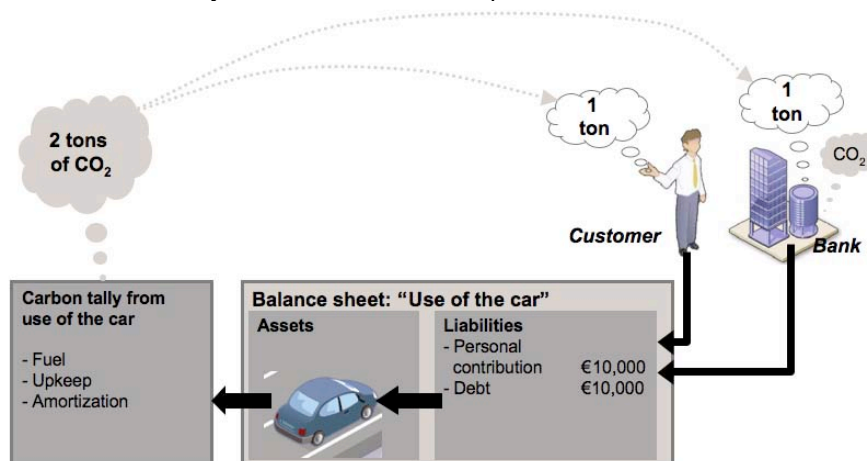 1
ton
1
ton
2 tons
of CO₂
CO₂
Customer
Bank
Carbon tally from
use of the car
- Fuel
- Upkeep
- Amortization
Balance sheet: “Use of the car”
Assets
Liabilities
- Personal
contribution €10,000
- Debt €10,000